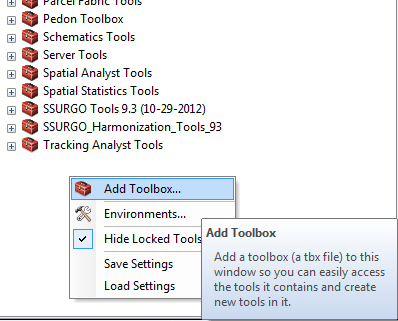 Parcel Fabric Tools
Pedon Toolbox
Schematics Tools
Server Tools
Spatial Analyst Tools
Spatial Statistics Tools
SSURGO Tools 9.3 (10-29-2012)
SSURGO_Harmonization_Tools_93
Tracking Analyst Tools
Add Toolbox...
Environments...
Hide Locked Tools
Save Settings
Load Settings
Add Toolbox
Add a toolbox (a tbx file) to this
window so you can easily access
the tools it contains and create
new tools in it.